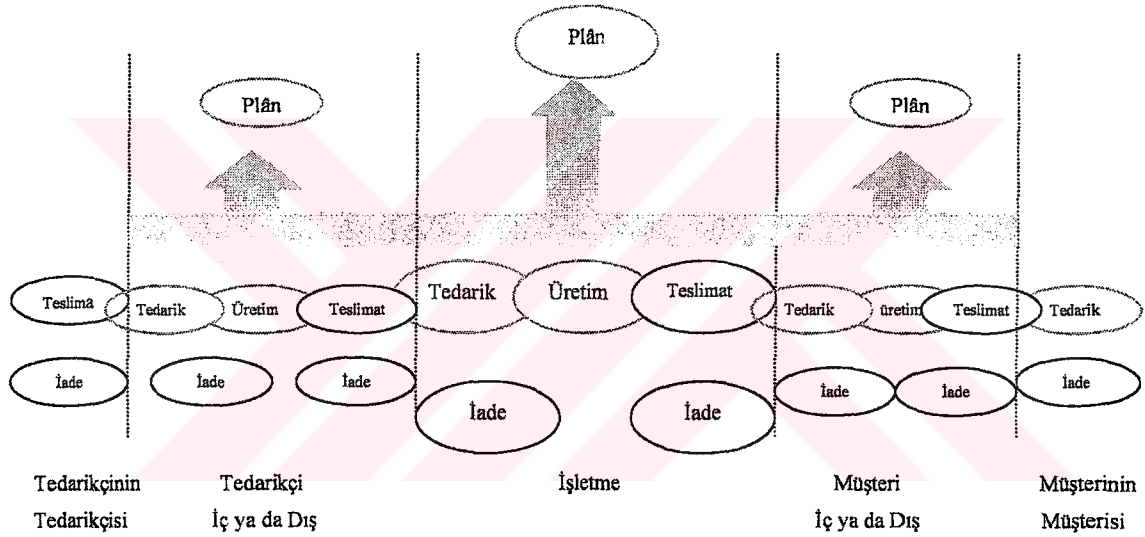 Plân
Plân
Plân
Teslima
Tedarik
Üretim
Teslimat
Tedarik
Üretim
Teslimat
Tedarik
üretim
Teslimat
Tedarik
İade
İade
İade
İade
İade
İade
İade
İade
Tedarikçinin
Tedarikçisi
Tedarikçi
İç ya da Dış
İşletme
Müşteri
İç ya da Dış
Müşterinin
Müşterisi